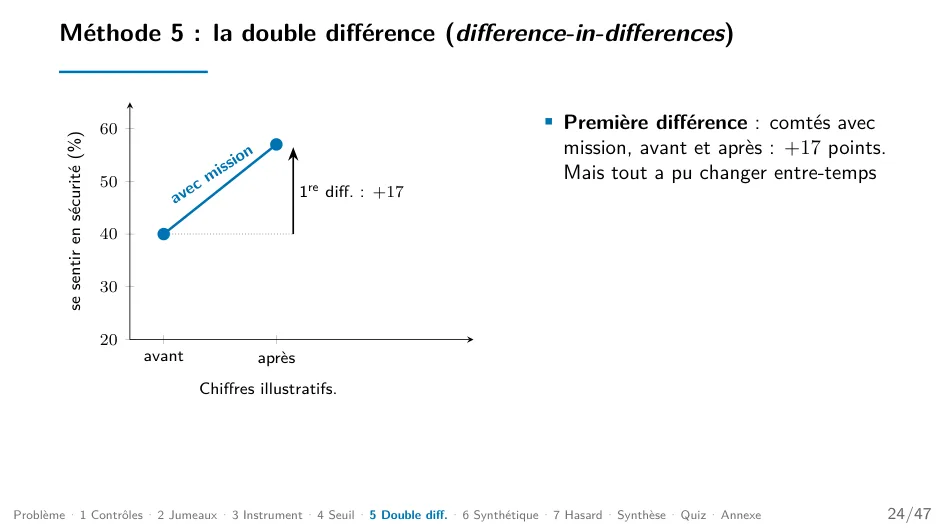 Méthode 5 : la double différence (difference-in-differences)
60
50
40
30
20
se sentir en sécurité (%)
avec mission
1re diff. : +17
avant
après
Chiffres illustratifs.
Première différence : comtés avec
mission, avant et après : +17 points.
Mais tout a pu changer entre-temps
Problème · 1 Contrôles · 2 Jumeaux · 3 Instrument · 4 Seuil · 5 Double diff. · 6 Synthétique · 7 Hasard · Synthèse · Quiz · Annexe
24/47